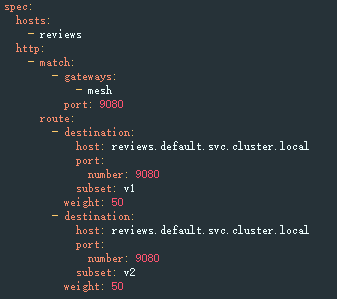 spec:
  hosts:
    - reviews
  http:
    - match:
        - gateways:
            - mesh
          port: 9080
      route:
        - destination:
            host: reviews.default.svc.cluster.local
            port:
              number: 9080
            subset: v1
          weight: 50
        - destination:
            host: reviews.default.svc.cluster.local
            port:
              number: 9080
            subset: v2
          weight: 50